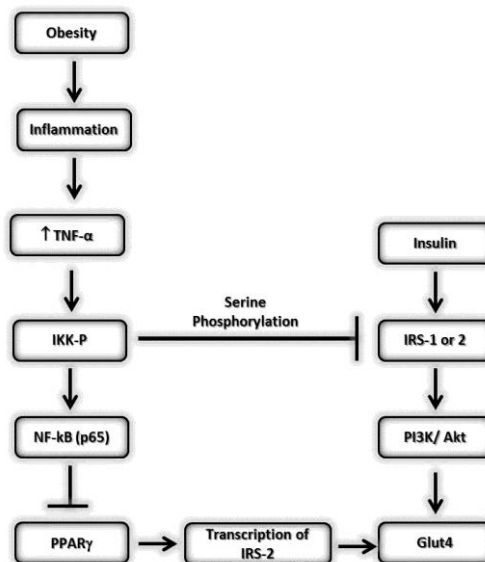 Obesity
Inflammation
↑TNF-α
Insulin
Serine
Phosphorylation
IKK-P
IRS-1 or 2
NF-kB (p65)
PI3K/ Akt
PPARγ
Transcription of
IRS-2
Glut4